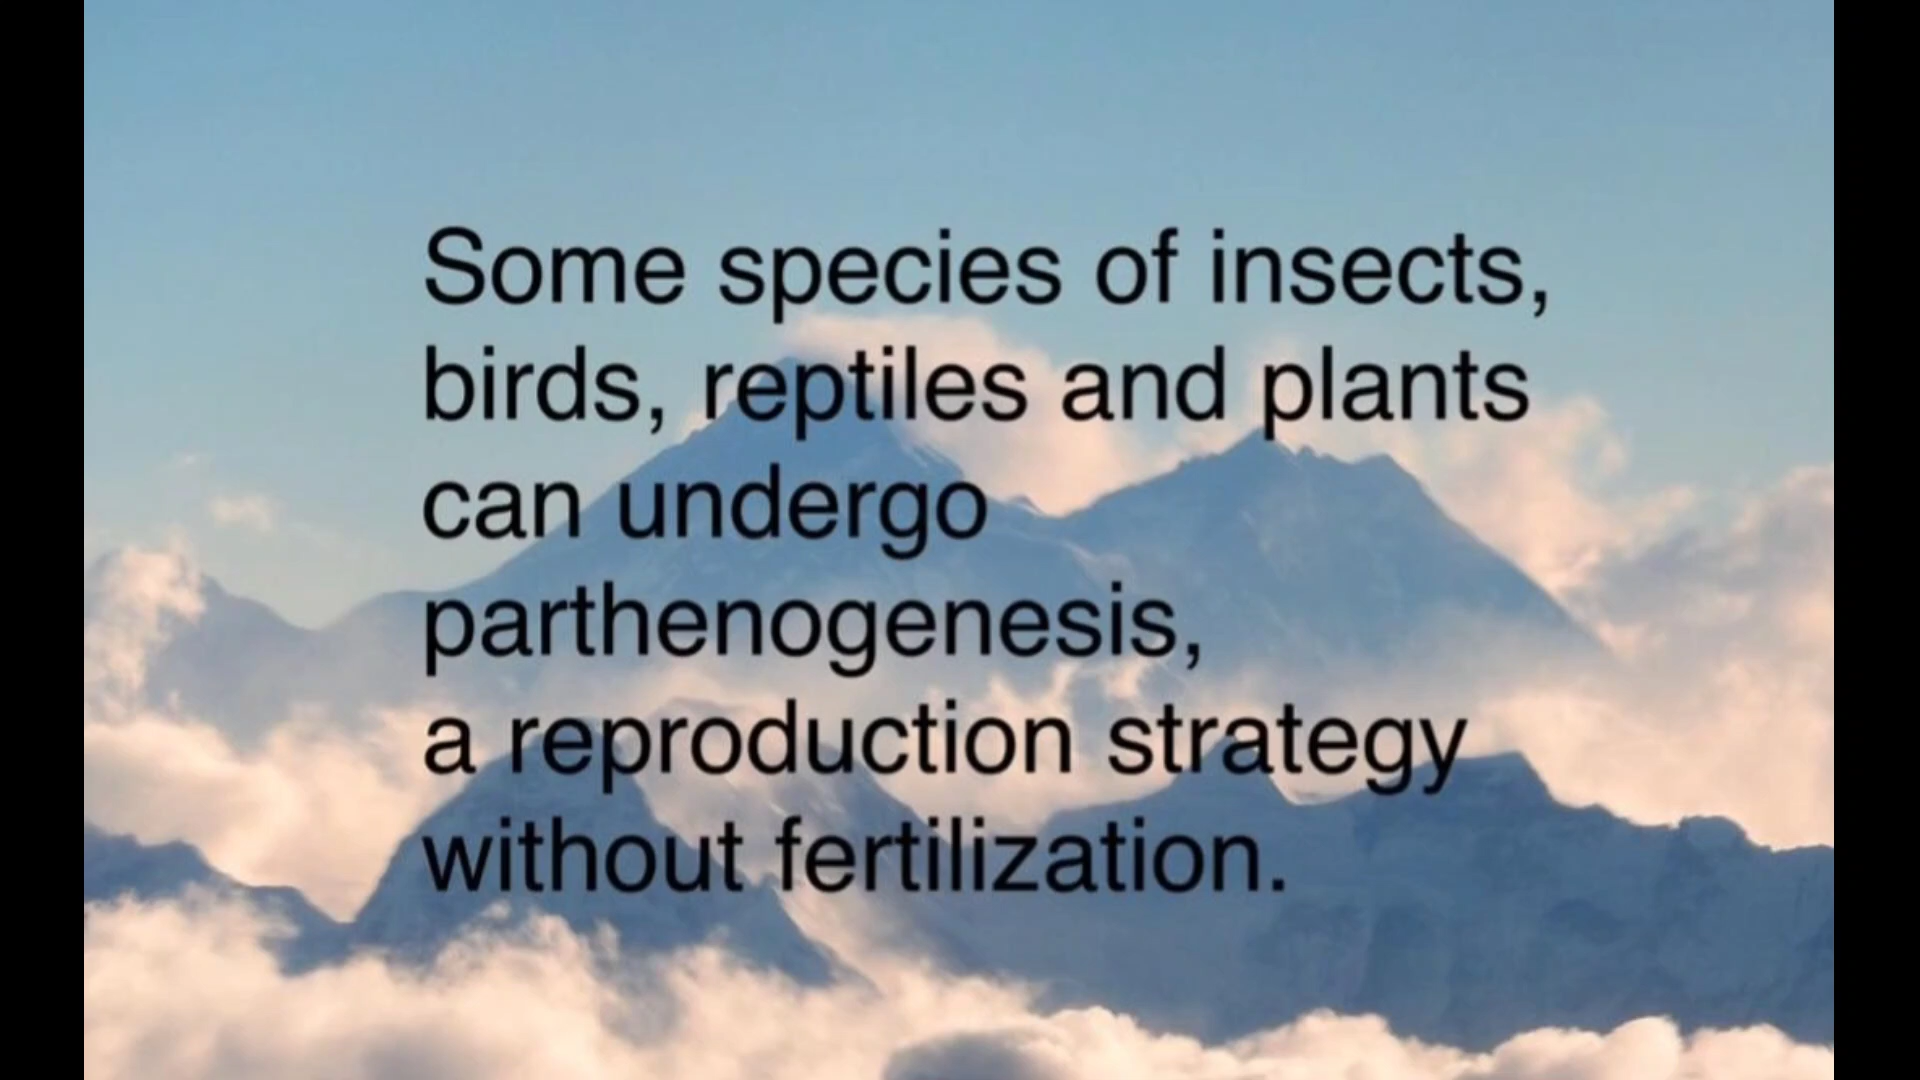 Some species of insects,
birds, reptiles and plants
can undergo
parthenogenesis,
a reproduction strategy
without fertilization.